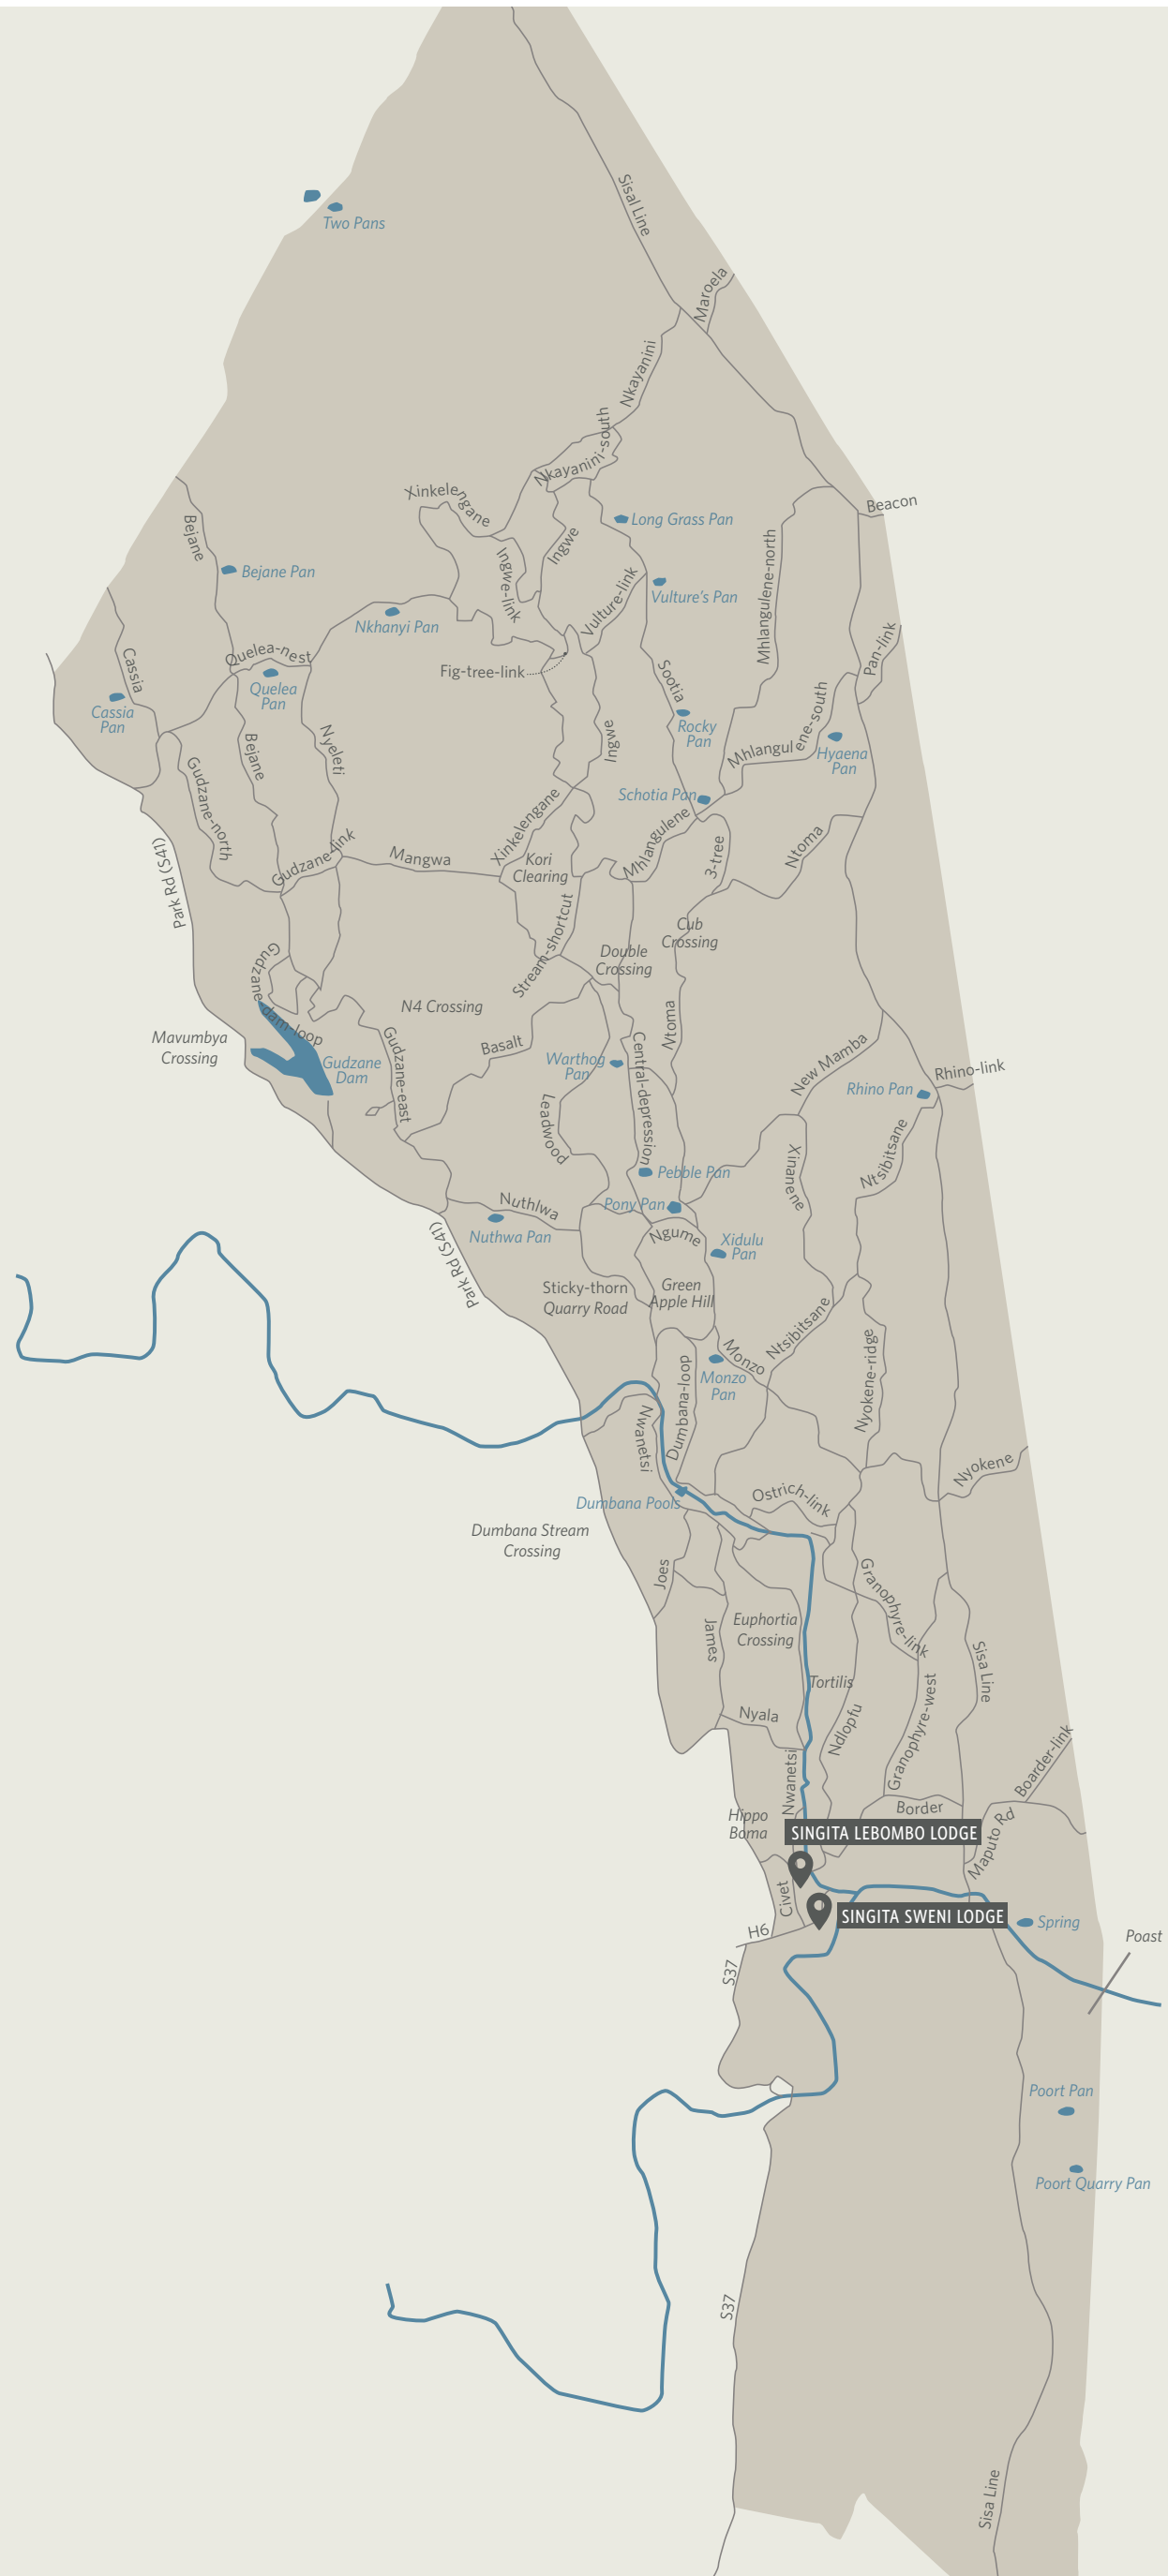 Two Pans
Sisal Line
Maroela
Nkayanini
Nkayanini-south
Xinkelengane
Beacon
Long Grass Pan
Bejane
Ingwe
Ingwe-link
Mhlangulene-north
Bejane Pan
Vulture-link
Vulture's Pan
Nkhanyi Pan
Pan-link
Quelea-nest
Cassia
Fig-tree-link
Quelea
Pan
Sootia
Cassia
Pan
Mhlangulene-south
Rocky
Pan
Ingwe
Hyaena
Pan
Bejane
Nyeleti
Schotia Pan
Gudzane-north
Xinkelengane
Mhlangulene
3-tree
Ntoma
Gudzane-link
Mangwa
Kori
Clearing
Park Rd (S41)
Stream-shortcut
Cub
Crossing
Double
Crossing
Gudzane-dam-loop
N4 Crossing
Ntoma
Mavumbya
Crossing
Basalt
Gudzane
Dam
Gudzane-east
Warthog
Pan
Central-depression
New Mamba
Rhino-link
Rhino Pan
Leadwood
Ntsibitsane
Pebble Pan
Xinanene
Nuthlwa
Pony Pan
Nuthwa Pan
Ngume
Xidulu
Pan
Park Rd (S41)
Sticky-thorn
Quarry Road
Green
Apple Hill
Ntsibitsane
Monzo
Monzo
Pan
Nyokene-ridge
Dumbana-loop
Nwanetsi
Nyokene
Ostrich-link
Dumbana Pools
Dumbana Stream
Crossing
Joes
Granophyre-link
Euphortia
Crossing
James
Sisa Line
Tortilis
Nyala
Ndlopfu
Granophyre-west
Boarder-link
Nwanetsi
Border
Hippo
Boma
Maputo Rd
SINGITA LEBOMBO LODGE
Civet
SINGITA SWENI LODGE
Spring
H6
Poast
S37
Poort Pan
Poort Quarry Pan
S37
Sisa Line